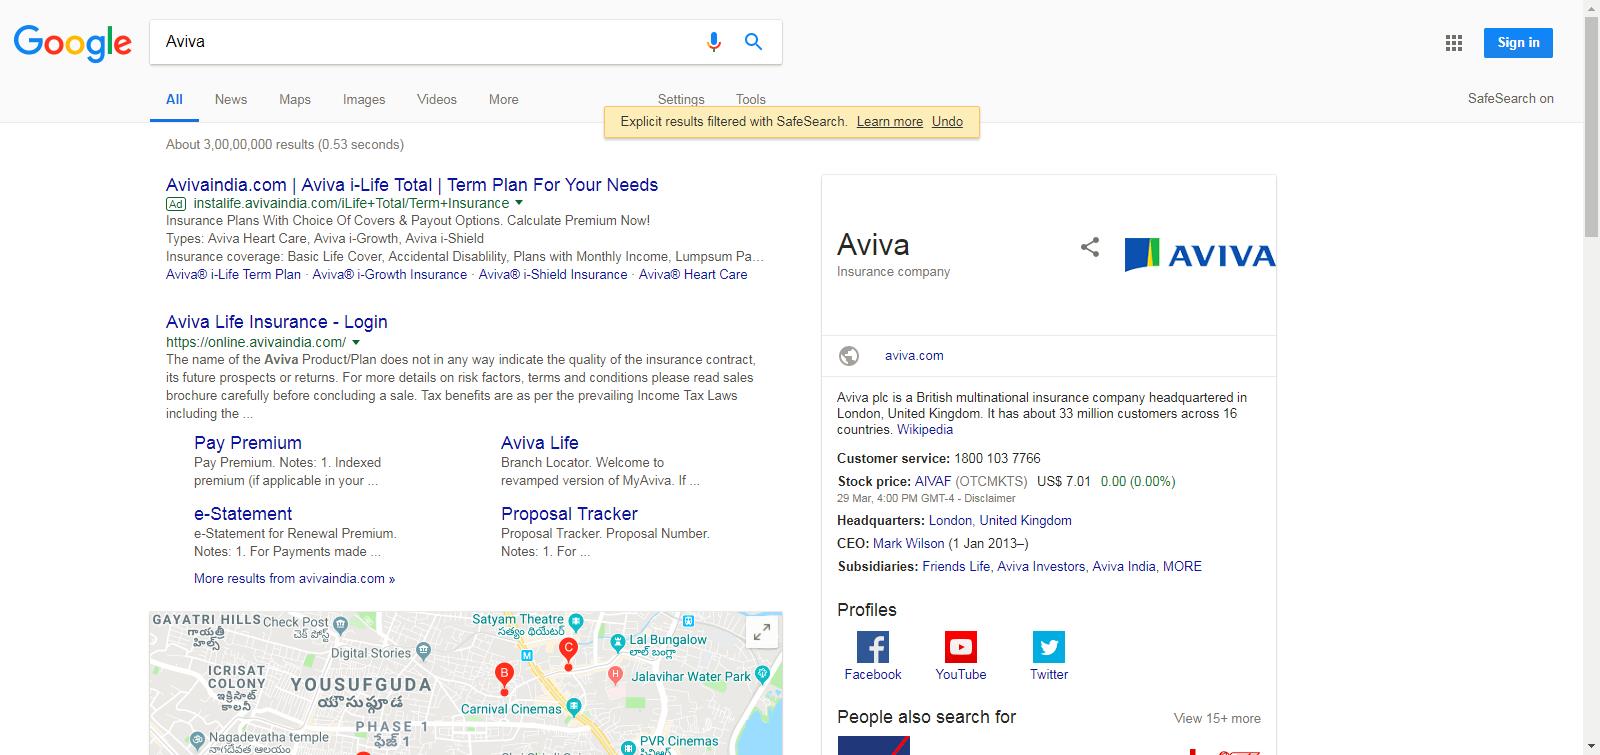 Google
Aviva
Sign in
All
News
Maps
Images
Videos
More
Settings
Tools
SafeSearch on
Explicit results filtered with SafeSearch. Learn more Undo
About 3,00,00,000 results (0.53 seconds)
Avivaindia.com | Aviva i-Life Total | Term Plan For Your Needs
Ad instalife.avivaindia.com/iLife+Total/Term+Insurance
Insurance Plans With Choice Of Covers & Payout Options. Calculate Premium Now!
Types: Aviva Heart Care, Aviva i-Growth, Aviva i-Shield
Insurance coverage: Basic Life Cover, Accidental Disablility, Plans with Monthly Income, Lumpsum Pa...
Aviva® i-Life Term Plan · Aviva® i-Growth Insurance · Aviva® i-Shield Insurance · Aviva® Heart Care
Aviva Life Insurance - Login
https://online.avivaindia.com/
The name of the Aviva Product/Plan does not in any way indicate the quality of the insurance contract,
its future prospects or returns. For more details on risk factors, terms and conditions please read sales
brochure carefully before concluding a sale. Tax benefits are as per the prevailing Income Tax Laws
including the ...
Pay Premium
Pay Premium. Notes: 1. Indexed
premium (if applicable in your ...
Aviva Life
Branch Locator. Welcome to
revamped version of MyAviva. If ...
e-Statement
e-Statement for Renewal Premium.
Notes: 1. For Payments made ...
Proposal Tracker
Proposal Tracker. Proposal Number.
Notes: 1. For ...
More results from avivaindia.com »
GAYATRI HILLS
గాయత్రీ
హిల్స్
Check Post
చెక్ పోస్ట్
Satyam Theatre
సత్యం థియేటర్
Digital Stories
M
C
Lal Bungalow
లాల్ బంగ్లా
ICRISAT
COLONY
ఇక్రిసాట్
కాలనీ
YOUSUFGUDA
యూసుఫ్గూడ
B
H
Jalavihar Water Park
Carnival Cinemas
PHASE 1
ఫేజ్ 1
Nagadevatha temple
నాగదేవత ఆలయం
PVR Cinemas
Aviva
Insurance company
AVIVA
aviva.com
Aviva plc is a British multinational insurance company headquartered in
London, United Kingdom. It has about 33 million customers across 16
countries. Wikipedia
Customer service: 1800 103 7766
Stock price: AIVAF (OTCMKTS) US$ 7.01 0.00 (0.00%)
29 Mar, 4:00 PM GMT-4 - Disclaimer
Headquarters: London, United Kingdom
CEO: Mark Wilson (1 Jan 2013–)
Subsidiaries: Friends Life, Aviva Investors, Aviva India, MORE
Profiles
Facebook
YouTube
Twitter
People also search for
View 15+ more